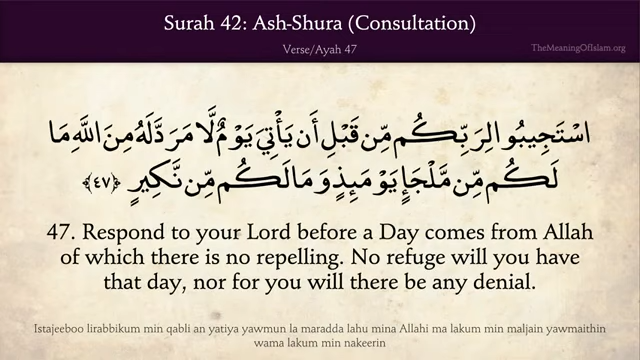 Surah 42: Ash-Shura (Consultation)
Verse/Ayah 47
TheMeaningOfIslam.org
اسْتَجِيبُوا لِرَبِّكُم مِّن قَبْلِ أَن يَأْتِيَ يَوْمٌ لَّا مَرَدَّ لَهُ مِنَ اللَّهِ مَا
لَكُم مِّن مَّلْجَإٍ يَوْمَئِذٍ وَمَا لَكُم مِّن نَّكِيرٍ ﴿٤٧﴾
47. Respond to your Lord before a Day comes from Allah
of which there is no repelling. No refuge will you have
that day, nor for you will there be any denial.
Istajeeboo lirabbikum min qabli an yatiya yawmun la maradda lahu mina Allahi ma lakum min maljain yawmaithin
wama lakum min nakeerin